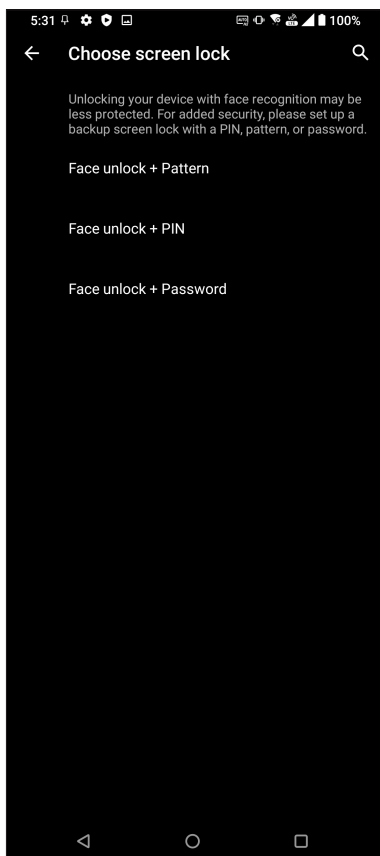 5:31 100%
Choose screen lock
Unlocking your device with face recognition may be
less protected. For added security, please set up a
backup screen lock with a PIN, pattern, or password.
Face unlock + Pattern
Face unlock + PIN
Face unlock + Password